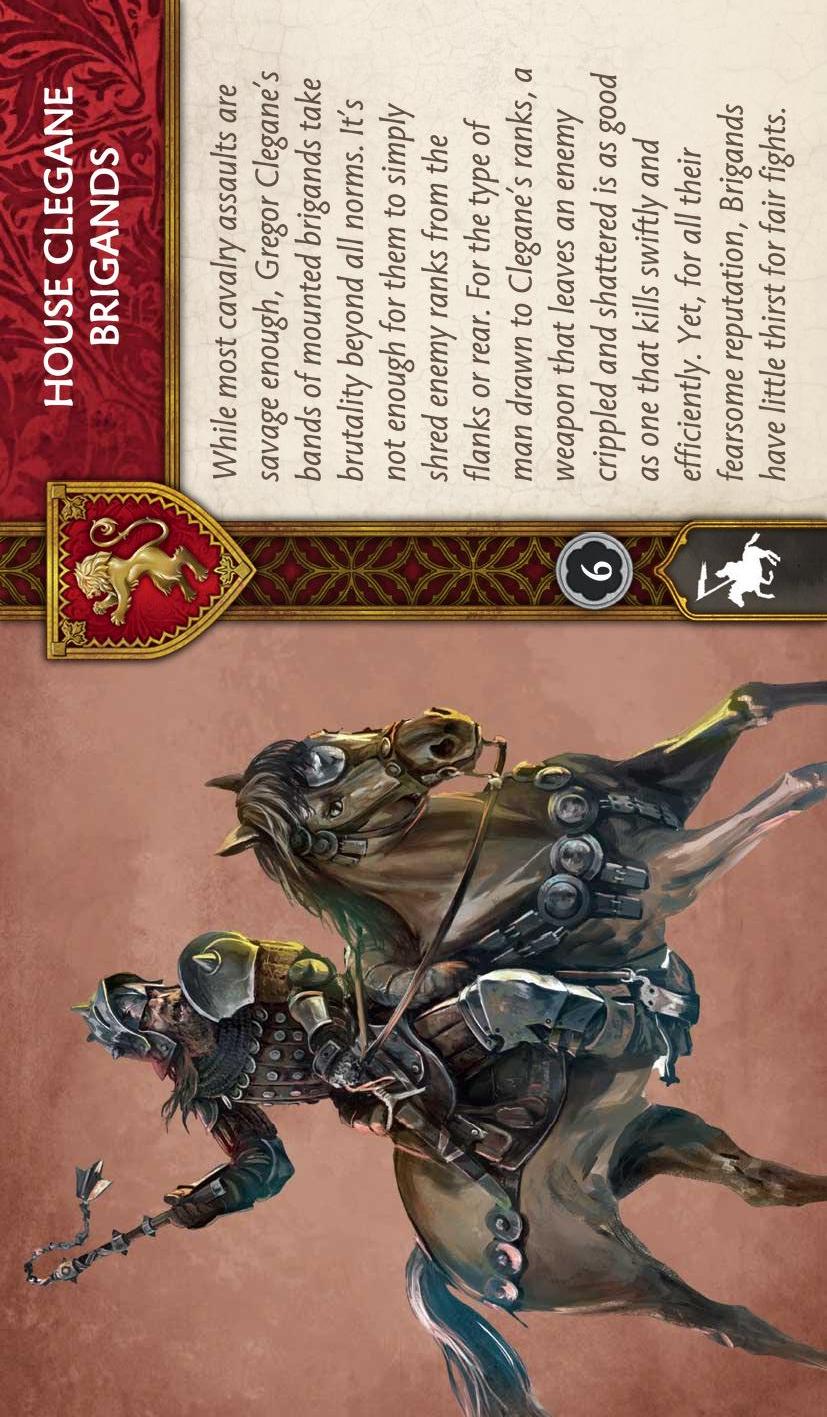 HOUSE CLEGANE
BRIGANDS
While most cavalry assaults are
savage enough, Gregor Clegane's
bands of mounted brigands take
brutality beyond all norms. It's
not enough for them to simply
shred enemy ranks from the
flanks or rear. For the type of
man drawn to Clegane's ranks, a
weapon that leaves an enemy
crippled and shattered is as good
as one that kills swiftly and
efficiently. Yet, for all their
fearsome reputation, Brigands
have little thirst for fair fights.
6